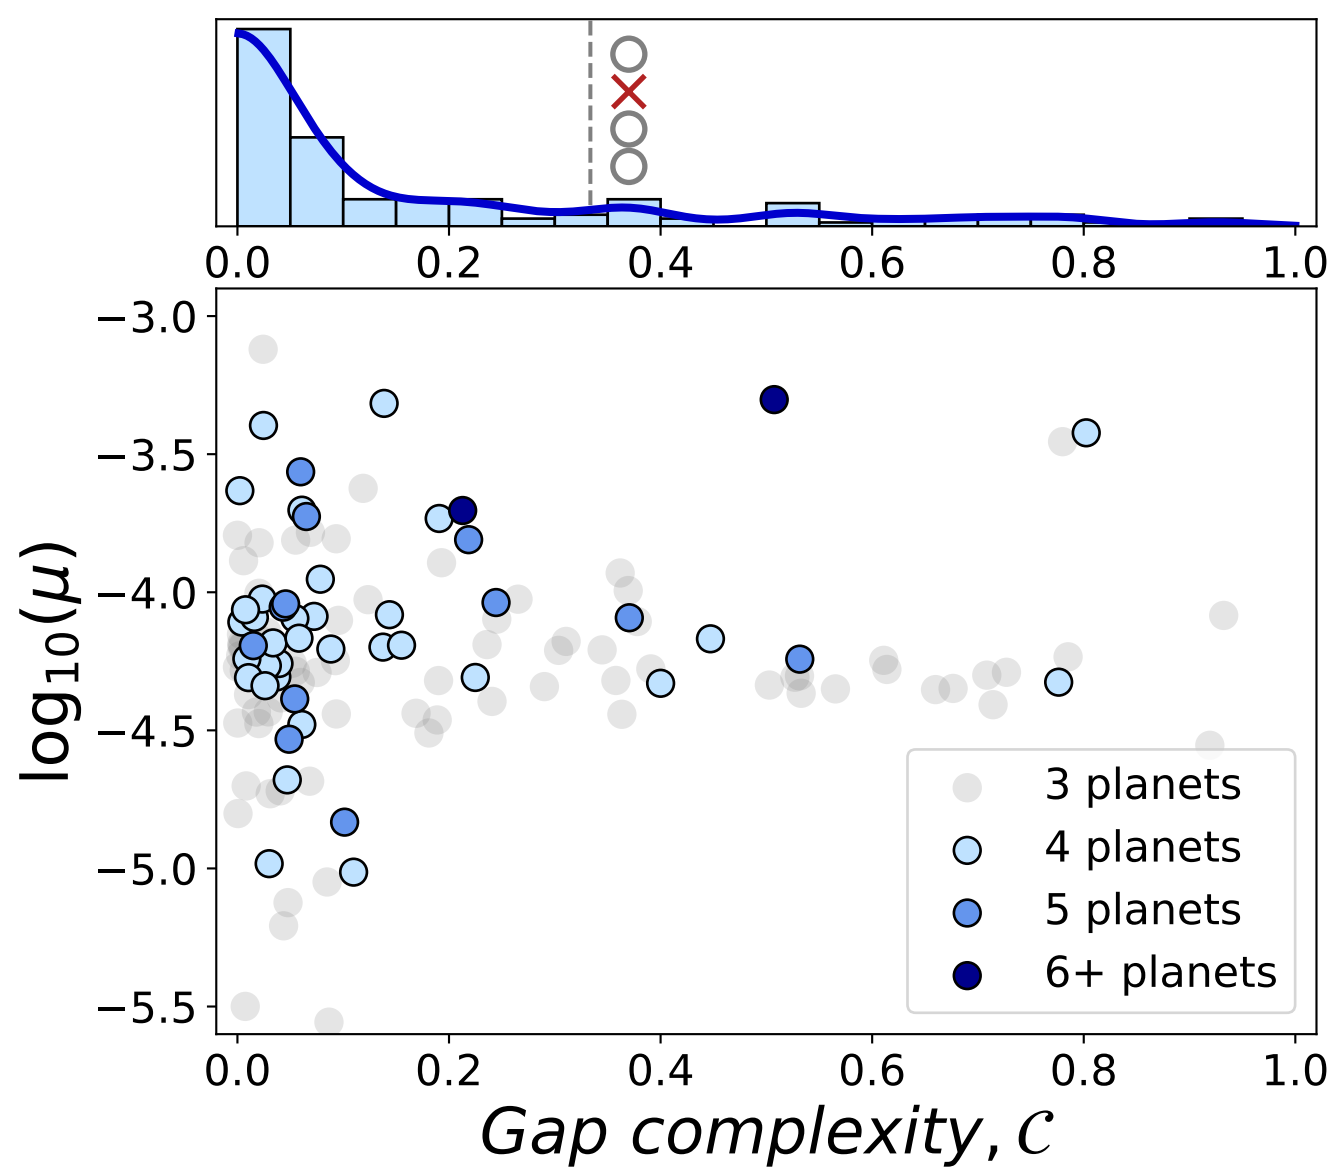 0.0 0.2 0.4 0.6 0.8 1.0
−3.0
−3.5
−4.0
−4.5
−5.0
−5.5
log₁₀(μ)
3 planets
4 planets
5 planets
6+ planets
0.0 0.2 0.4 0.6 0.8 1.0
Gap complexity, 𝒞